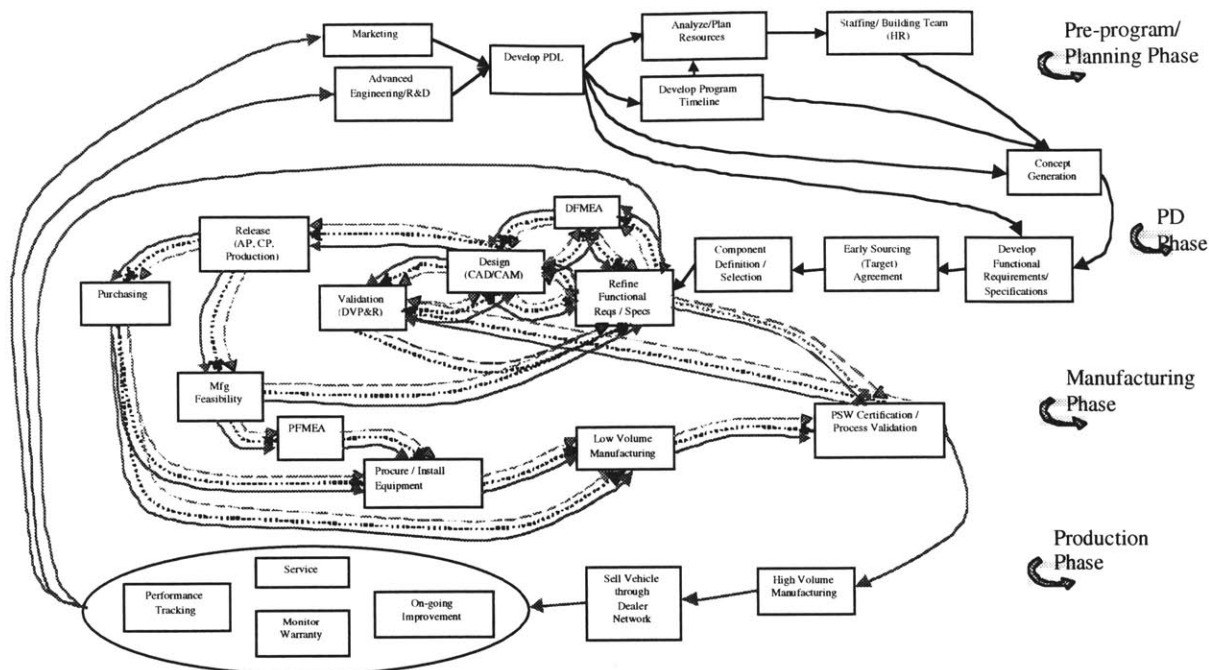 Marketing
Advanced
Engineering/R&D
Develop PDL
Analyze/Plan
Resources
Develop Program
Timeline
Staffing/ Building Team
(HR)
Pre-program/
Planning Phase
Concept
Generation
DFMEA
Release
(AP, CP,
Production)
Design
(CAD/CAM)
Purchasing
Validation
(DVP&R)
Refine
Functional
Reqs / Specs
Component
Definition /
Selection
Early Sourcing
(Target)
Agreement
Develop
Functional
Requirements/
Specifications
PD
Phase
Mfg
Feasibility
PFMEA
Procure / Install
Equipment
Low Volume
Manufacturing
PSW Certification /
Process Validation
Manufacturing
Phase
Service
Performance
Tracking
Monitor
Warranty
On-going
Improvement
Sell Vehicle
through
Dealer
Network
High Volume
Manufacturing
Production
Phase